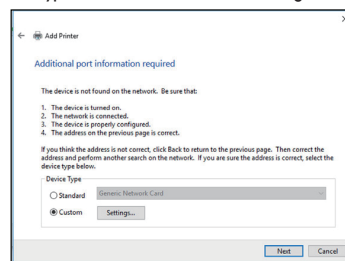 Add Printer
Additional port information required
The device is not found on the network. Be sure that:
1. The device is turned on.
2. The network is connected.
3. The device is properly configured.
4. The address on the previous page is correct.
If you think the address is not correct, click Back to return to the previous page. Then correct the
address and perform another search on the network. If you are sure the address is correct, select the
device type below.
Device Type
Standard Generic Network Card
Custom Settings...
Next Cancel